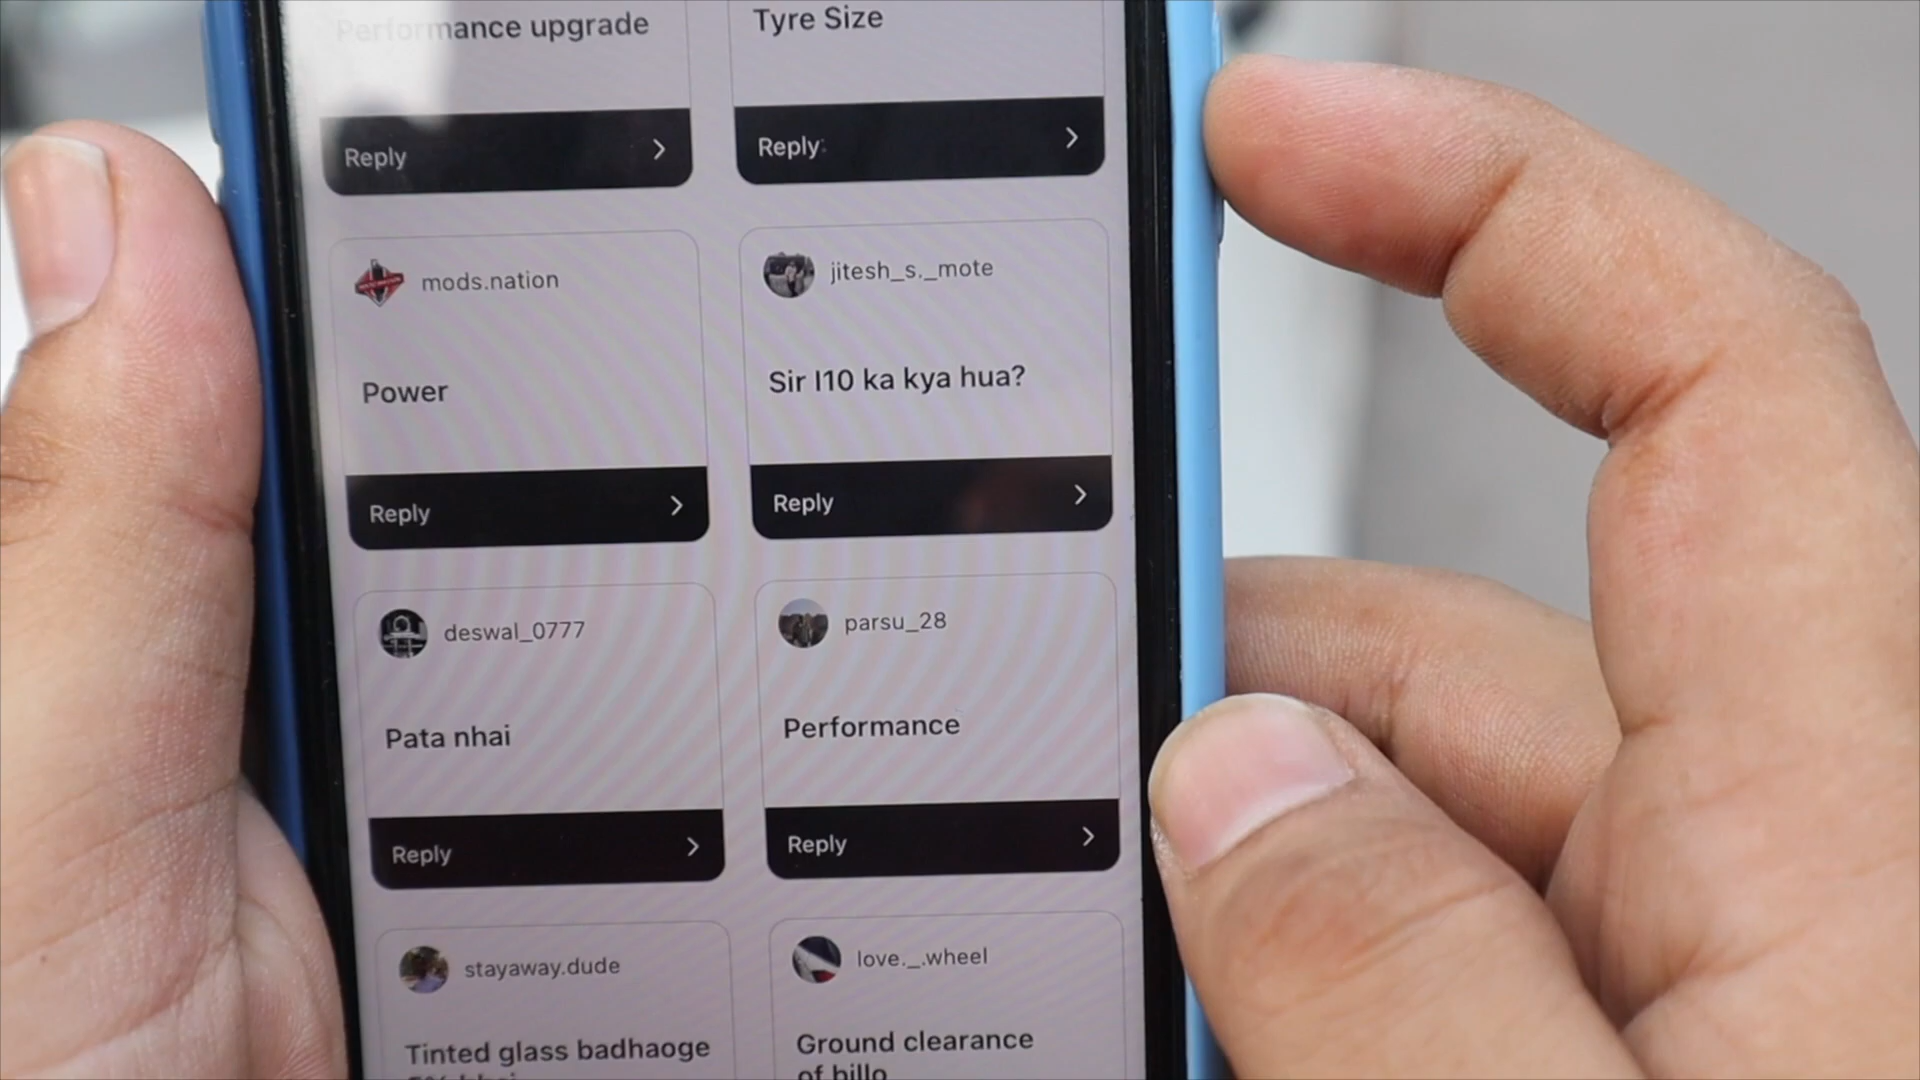 Performance upgrade
Tyre Size
Reply
Reply
mods.nation
jitesh_s._mote
Power
Sir I10 ka kya hua?
Reply
Reply
deswal_0777
parsu_28
Pata nhai
Performance
Reply
Reply
stayaway.dude
love._.wheel
Tinted glass badhaoge
Ground clearance
of billo